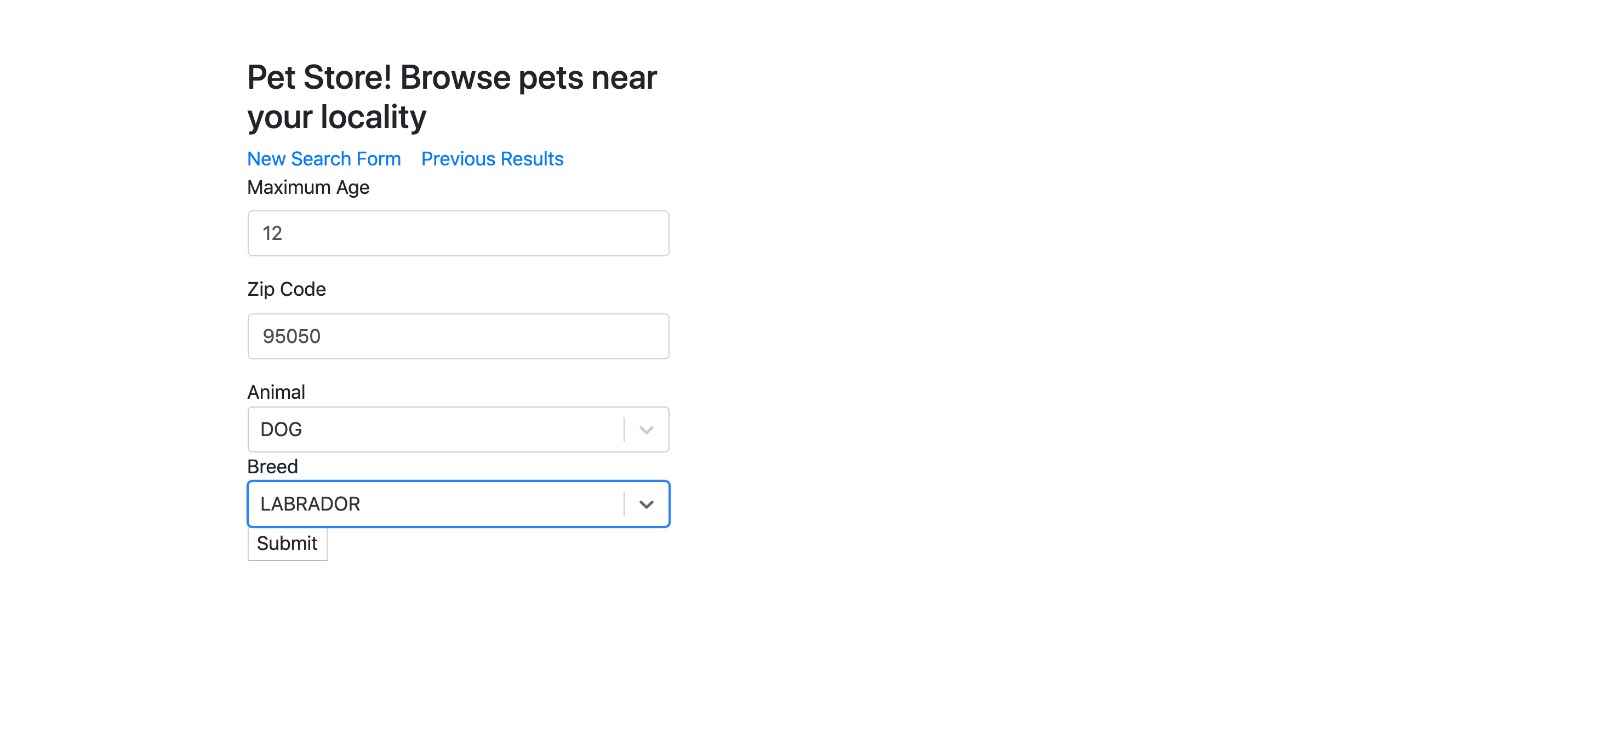 Pet Store! Browse pets near
your locality
New Search Form Previous Results
Maximum Age
12
Zip Code
95050
Animal
DOG
Breed
LABRADOR
Submit